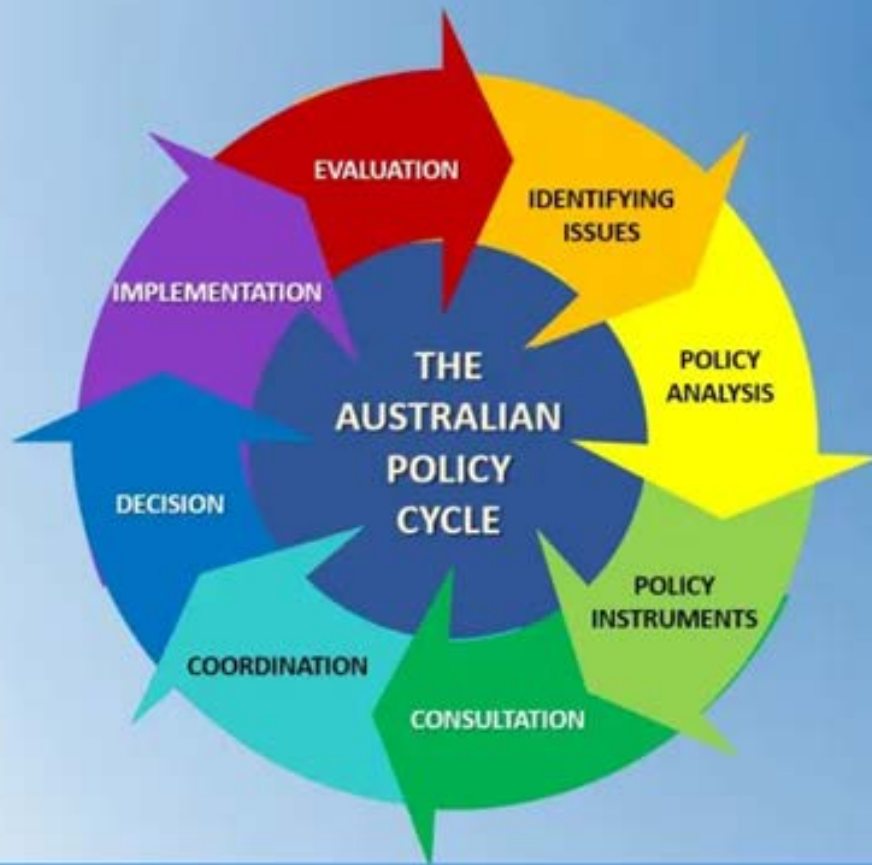 THE
AUSTRALIAN
POLICY
CYCLE
EVALUATION
IDENTIFYING
ISSUES
POLICY
ANALYSIS
POLICY
INSTRUMENTS
CONSULTATION
COORDINATION
DECISION
IMPLEMENTATION